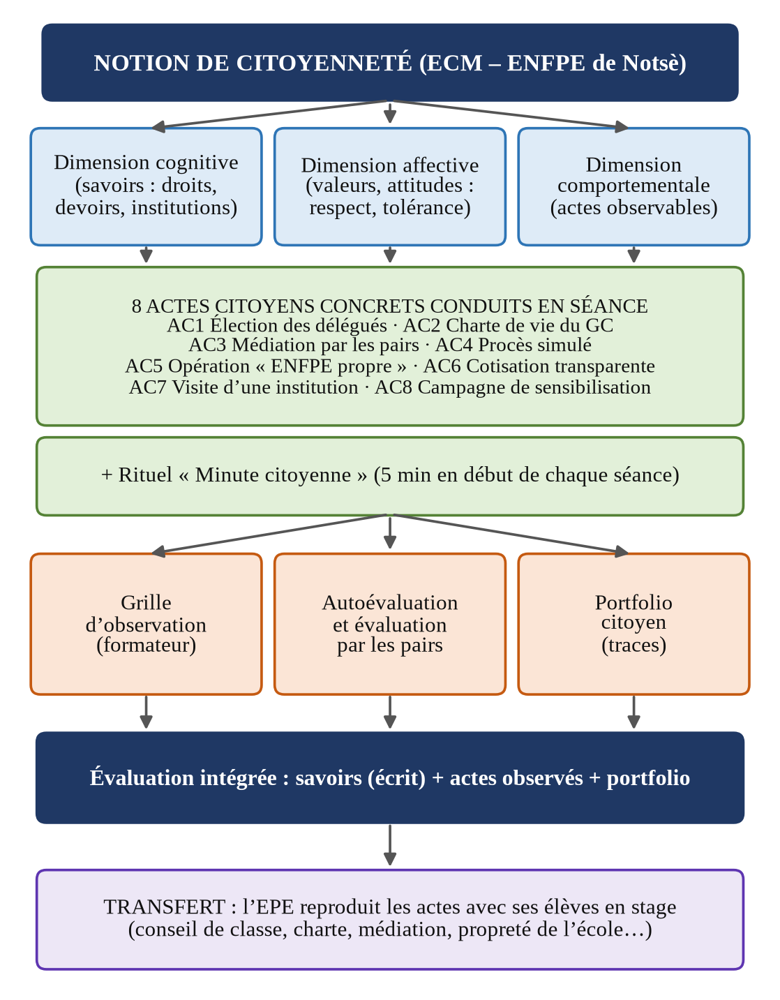 NOTION DE CITOYENNETÉ (ECM – ENFPE de Notsè)
Dimension cognitive
(savoirs : droits,
devoirs, institutions)
Dimension affective
(valeurs, attitudes :
respect, tolérance)
Dimension
comportementale
(actes observables)
8 ACTES CITOYENS CONCRETS CONDUITS EN SÉANCE
AC1 Élection des délégués · AC2 Charte de vie du GC
AC3 Médiation par les pairs · AC4 Procès simulé
AC5 Opération « ENFPE propre » · AC6 Cotisation transparente
AC7 Visite d’une institution · AC8 Campagne de sensibilisation
+ Rituel « Minute citoyenne » (5 min en début de chaque séance)
Grille
d’observation
(formateur)
Autoévaluation
et évaluation
par les pairs
Portfolio
citoyen
(traces)
Évaluation intégrée : savoirs (écrit) + actes observés + portfolio
TRANSFERT : l’EPE reproduit les actes avec ses élèves en stage
(conseil de classe, charte, médiation, propreté de l’école…)